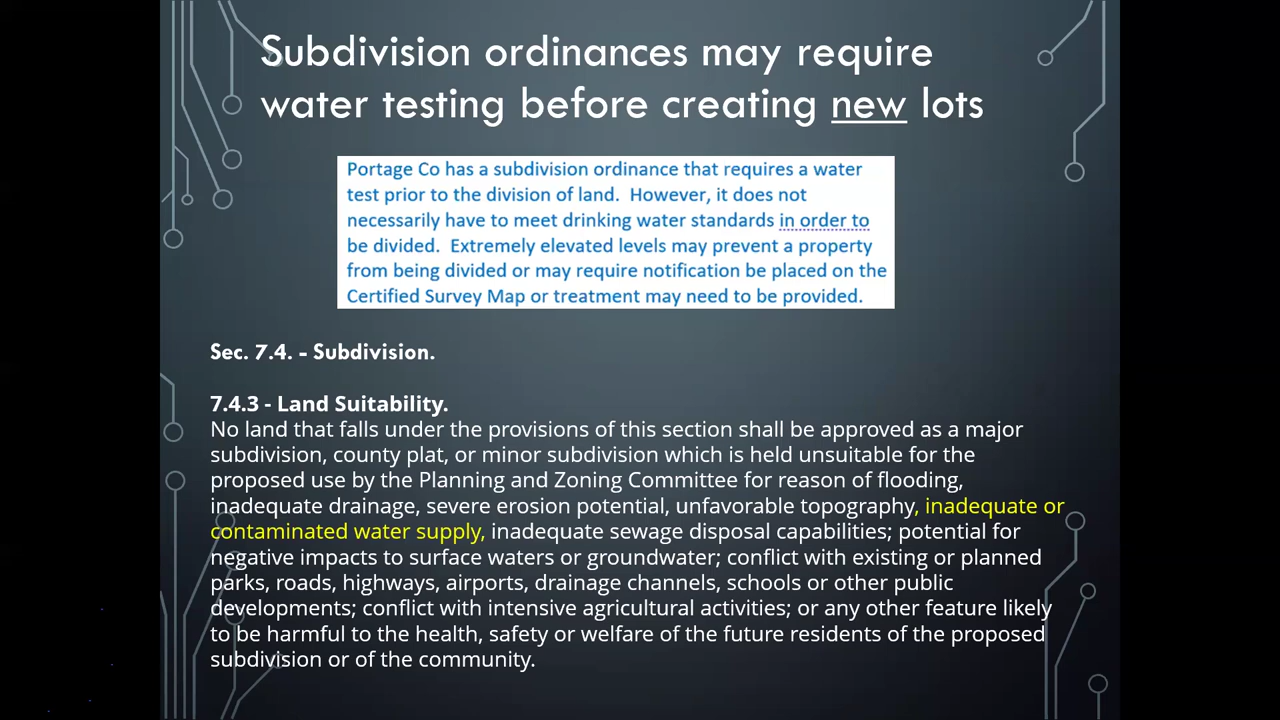 Subdivision ordinances may require
water testing before creating new lots
Portage Co has a subdivision ordinance that requires a water
test prior to the division of land.  However, it does not
necessarily have to meet drinking water standards in order to
be divided.  Extremely elevated levels may prevent a property
from being divided or may require notification be placed on the
Certified Survey Map or treatment may need to be provided.
Sec. 7.4. - Subdivision.
7.4.3 - Land Suitability.
No land that falls under the provisions of this section shall be approved as a major
subdivision, county plat, or minor subdivision which is held unsuitable for the
proposed use by the Planning and Zoning Committee for reason of flooding,
inadequate drainage, severe erosion potential, unfavorable topography, inadequate or
contaminated water supply, inadequate sewage disposal capabilities; potential for
negative impacts to surface waters or groundwater; conflict with existing or planned
parks, roads, highways, airports, drainage channels, schools or other public
developments; conflict with intensive agricultural activities; or any other feature likely
to be harmful to the health, safety or welfare of the future residents of the proposed
subdivision or of the community.